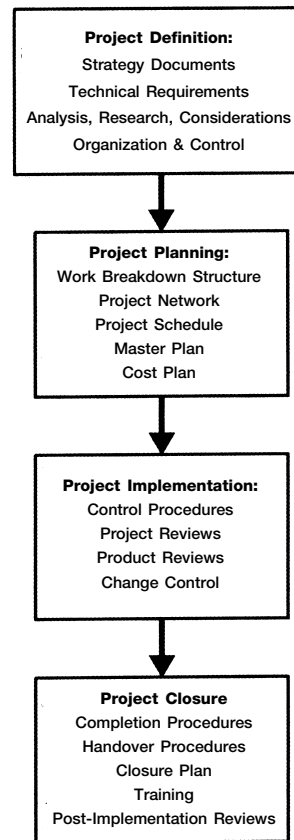 Project Definition:
Strategy Documents
Technical Requirements
Analysis, Research, Considerations
Organization & Control
Project Planning:
Work Breakdown Structure
Project Network
Project Schedule
Master Plan
Cost Plan
Project Implementation:
Control Procedures
Project Reviews
Product Reviews
Change Control
Project Closure
Completion Procedures
Handover Procedures
Closure Plan
Training
Post-Implementation Reviews